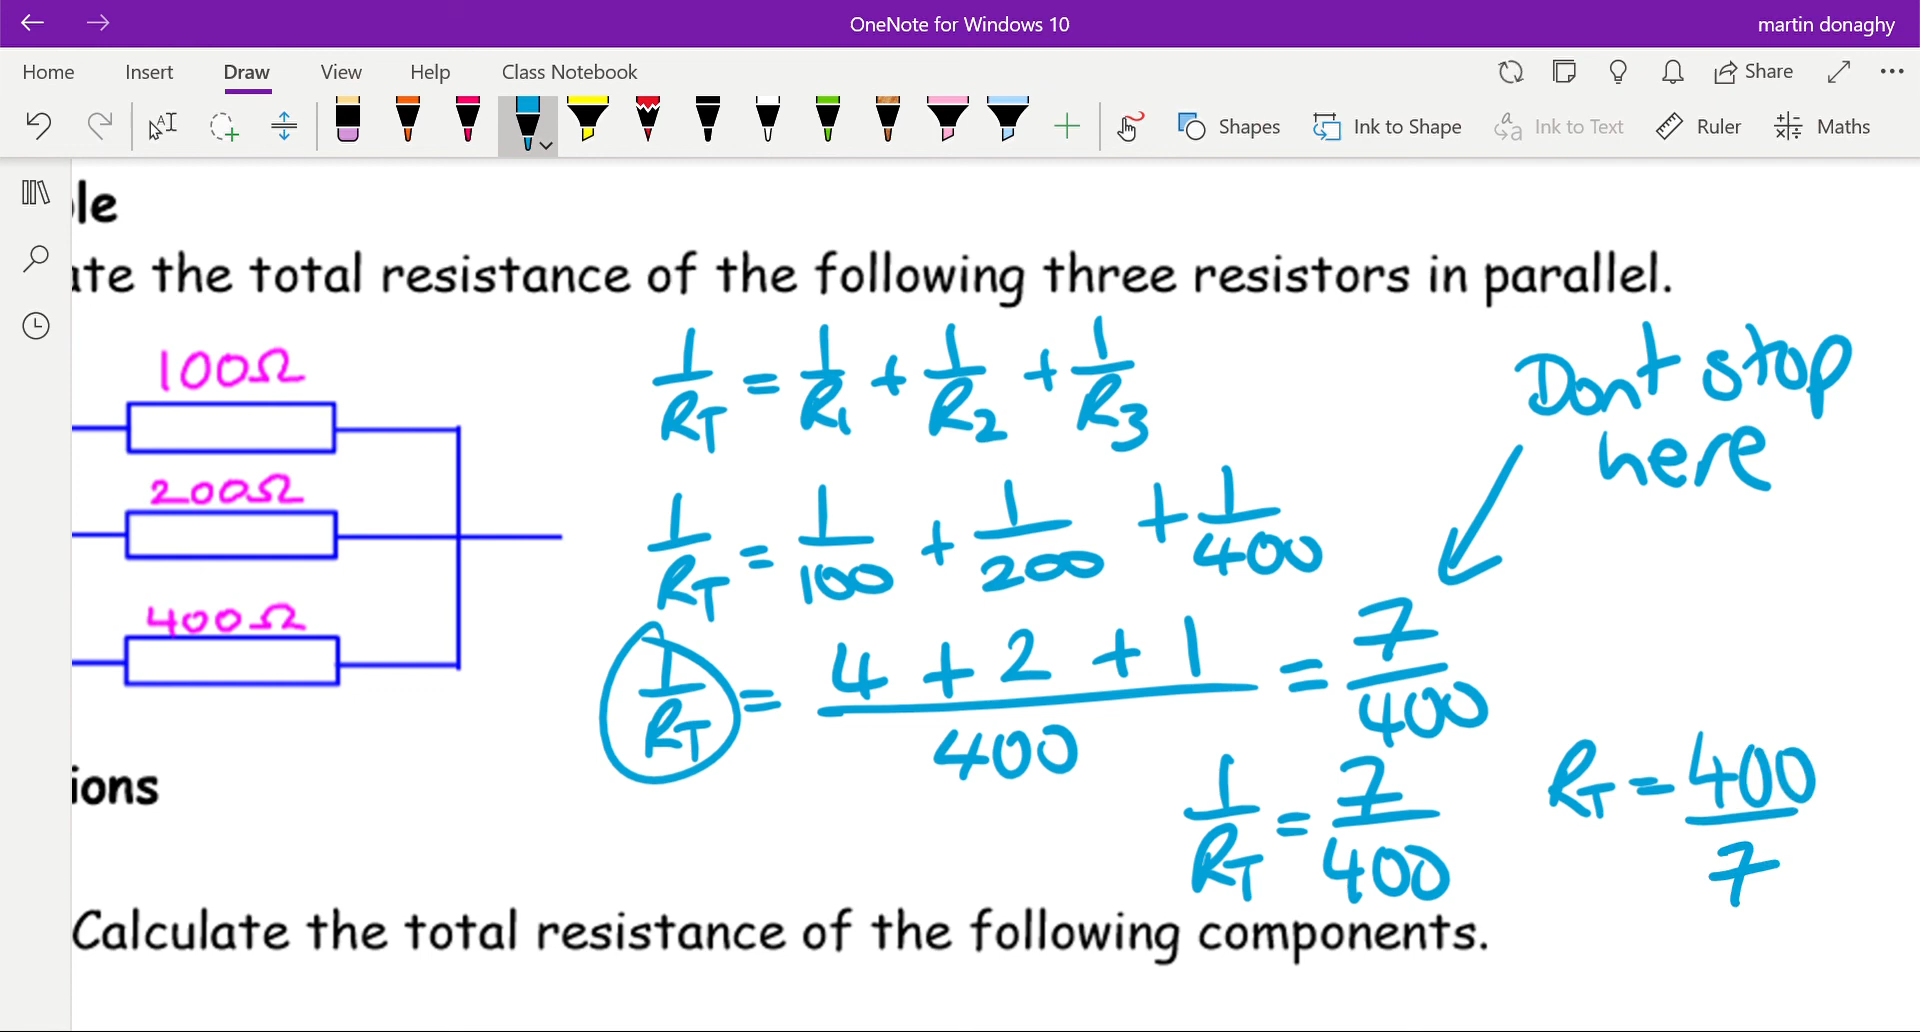 OneNote for Windows 10
martin donaghy
Home Insert Draw View Help Class Notebook
Share
Shapes Ink to Shape Ink to Text Ruler Maths
le
ate the total resistance of the following three resistors in parallel.
100Ω
200Ω
400Ω
1/RT = 1/R1 + 1/R2 + 1/R3
Dont stop
here
1/RT = 1/100 + 1/200 + 1/400
1/RT = 4 + 2 + 1/400 = 7/400
1/RT = 7/400
RT = 400/7
ions
Calculate the total resistance of the following components.